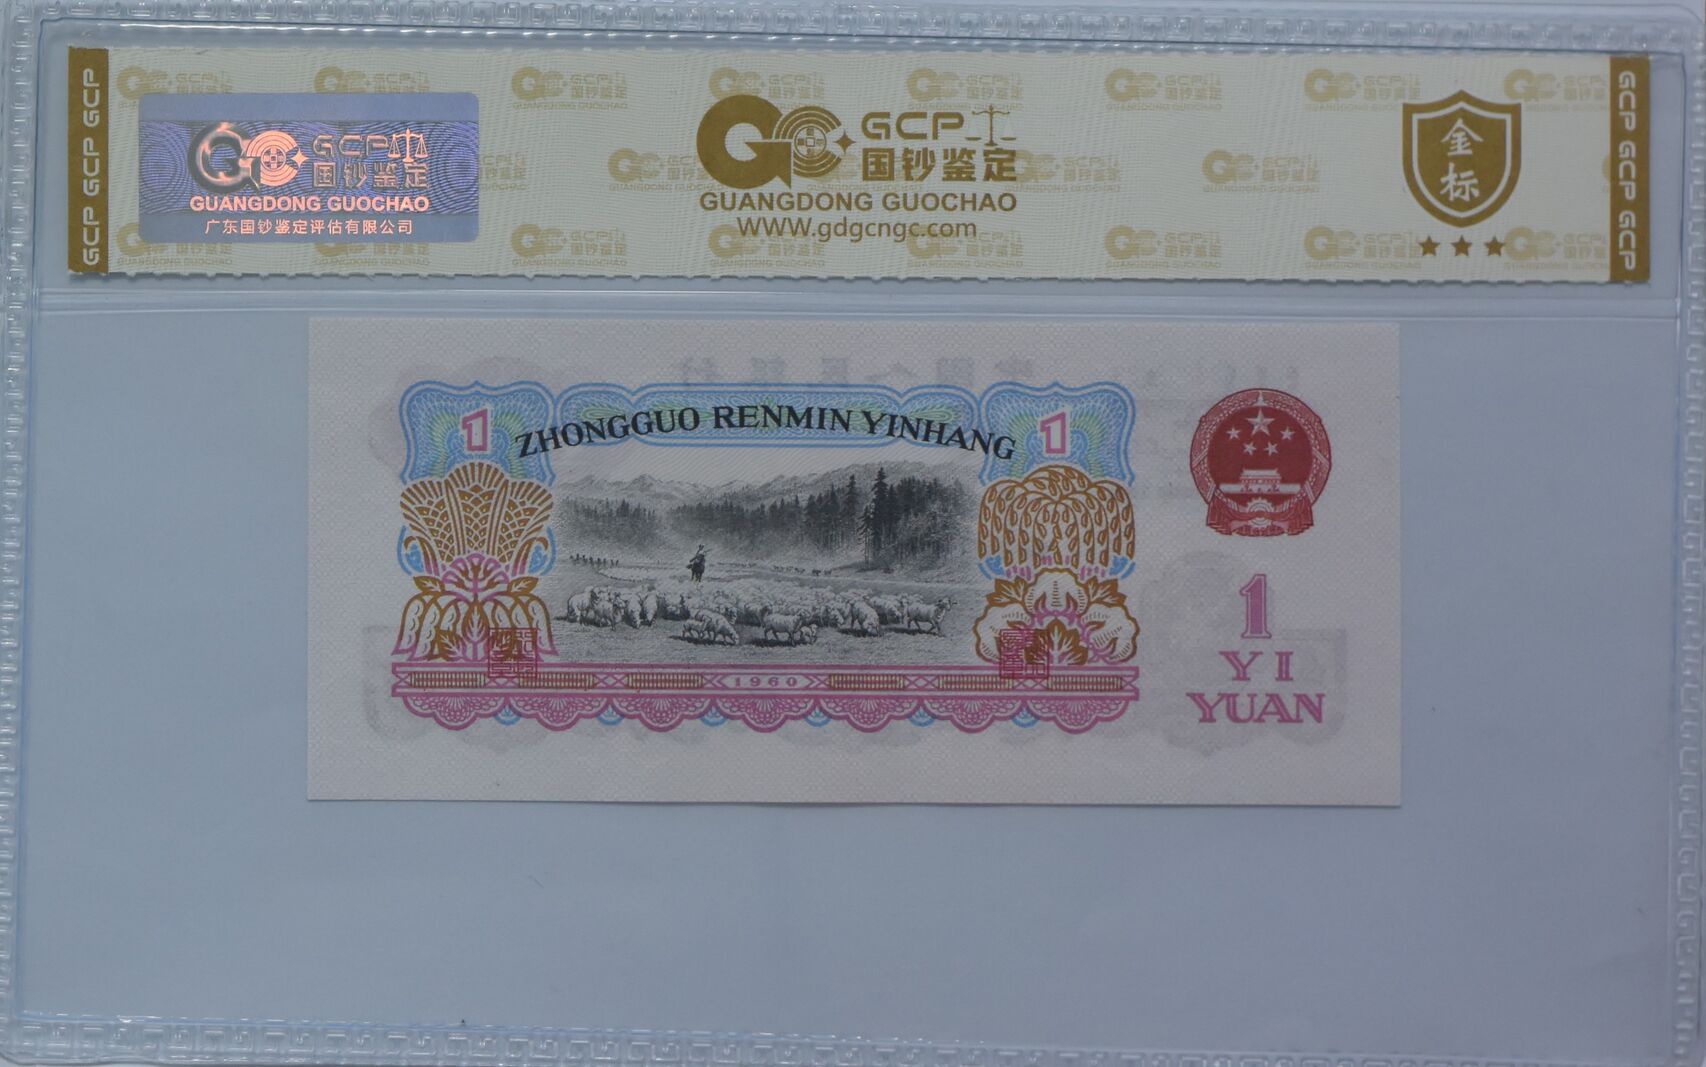 GCP GCP GCP
GCP 国钞鉴定
GUANGDONG GUOCHAO
广东国钞鉴定评估有限公司
GCP
国钞鉴定
GUANGDONG GUOCHAO
WWW.gdgcngc.com
金标
GCP GCP GCP
1
ZHONGGUO RENMIN YINHANG
1
1960
1
YI
YUAN